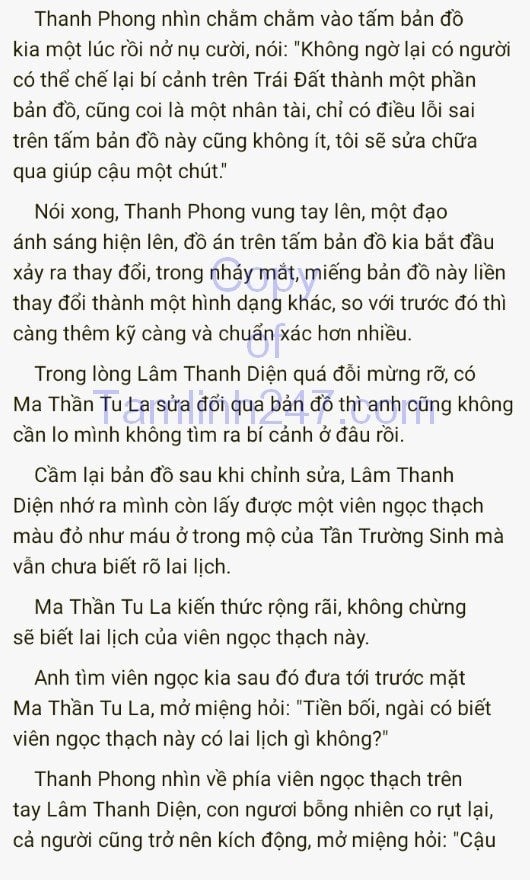 Thanh Phong nhìn chằm chằm vào tấm bản đồ
kia một lúc rồi nở nụ cười, nói: "Không ngờ lại có người
có thể chế lại bí cảnh trên Trái Đất thành một phần
bản đồ, cũng coi là một nhân tài, chỉ có điều lỗi sai
trên tấm bản đồ này cũng không ít, tôi sẽ sửa chữa
qua giúp cậu một chút."
Nói xong, Thanh Phong vung tay lên, một đạo
ánh sáng hiện lên, đồ án trên tấm bản đồ kia bắt đầu
xảy ra thay đổi, trong nháy mắt, miếng bản đồ này liền
thay đổi thành một hình dạng khác, so với trước đó thì
càng thêm kỹ càng và chuẩn xác hơn nhiều.
Trong lòng Lâm Thanh Diện quá đỗi mừng rỡ, có
Ma Thần Tu La sửa đổi qua bản đồ thì anh cũng không
cần lo mình không tìm ra bí cảnh ở đâu rồi.
Cầm lại bản đồ sau khi chỉnh sửa, Lâm Thanh
Diện nhớ ra mình còn lấy được một viên ngọc thạch
màu đỏ như máu ở trong mộ của Tần Trường Sinh mà
vẫn chưa biết rõ lai lịch.
Ma Thần Tu La kiến thức rộng rãi, không chừng
sẽ biết lai lịch của viên ngọc thạch này.
Anh tìm viên ngọc kia sau đó đưa tới trước mặt
Ma Thần Tu La, mở miệng hỏi: "Tiền bối, ngài có biết
viên ngọc thạch này có lai lịch gì không?"
Thanh Phong nhìn về phía viên ngọc thạch trên
tay Lâm Thanh Diện, con ngươi bỗng nhiên co rụt lại,
cả người cũng trở nên kích động, mở miệng hỏi: "Cậu
Copy
of
Tamlinh247.com